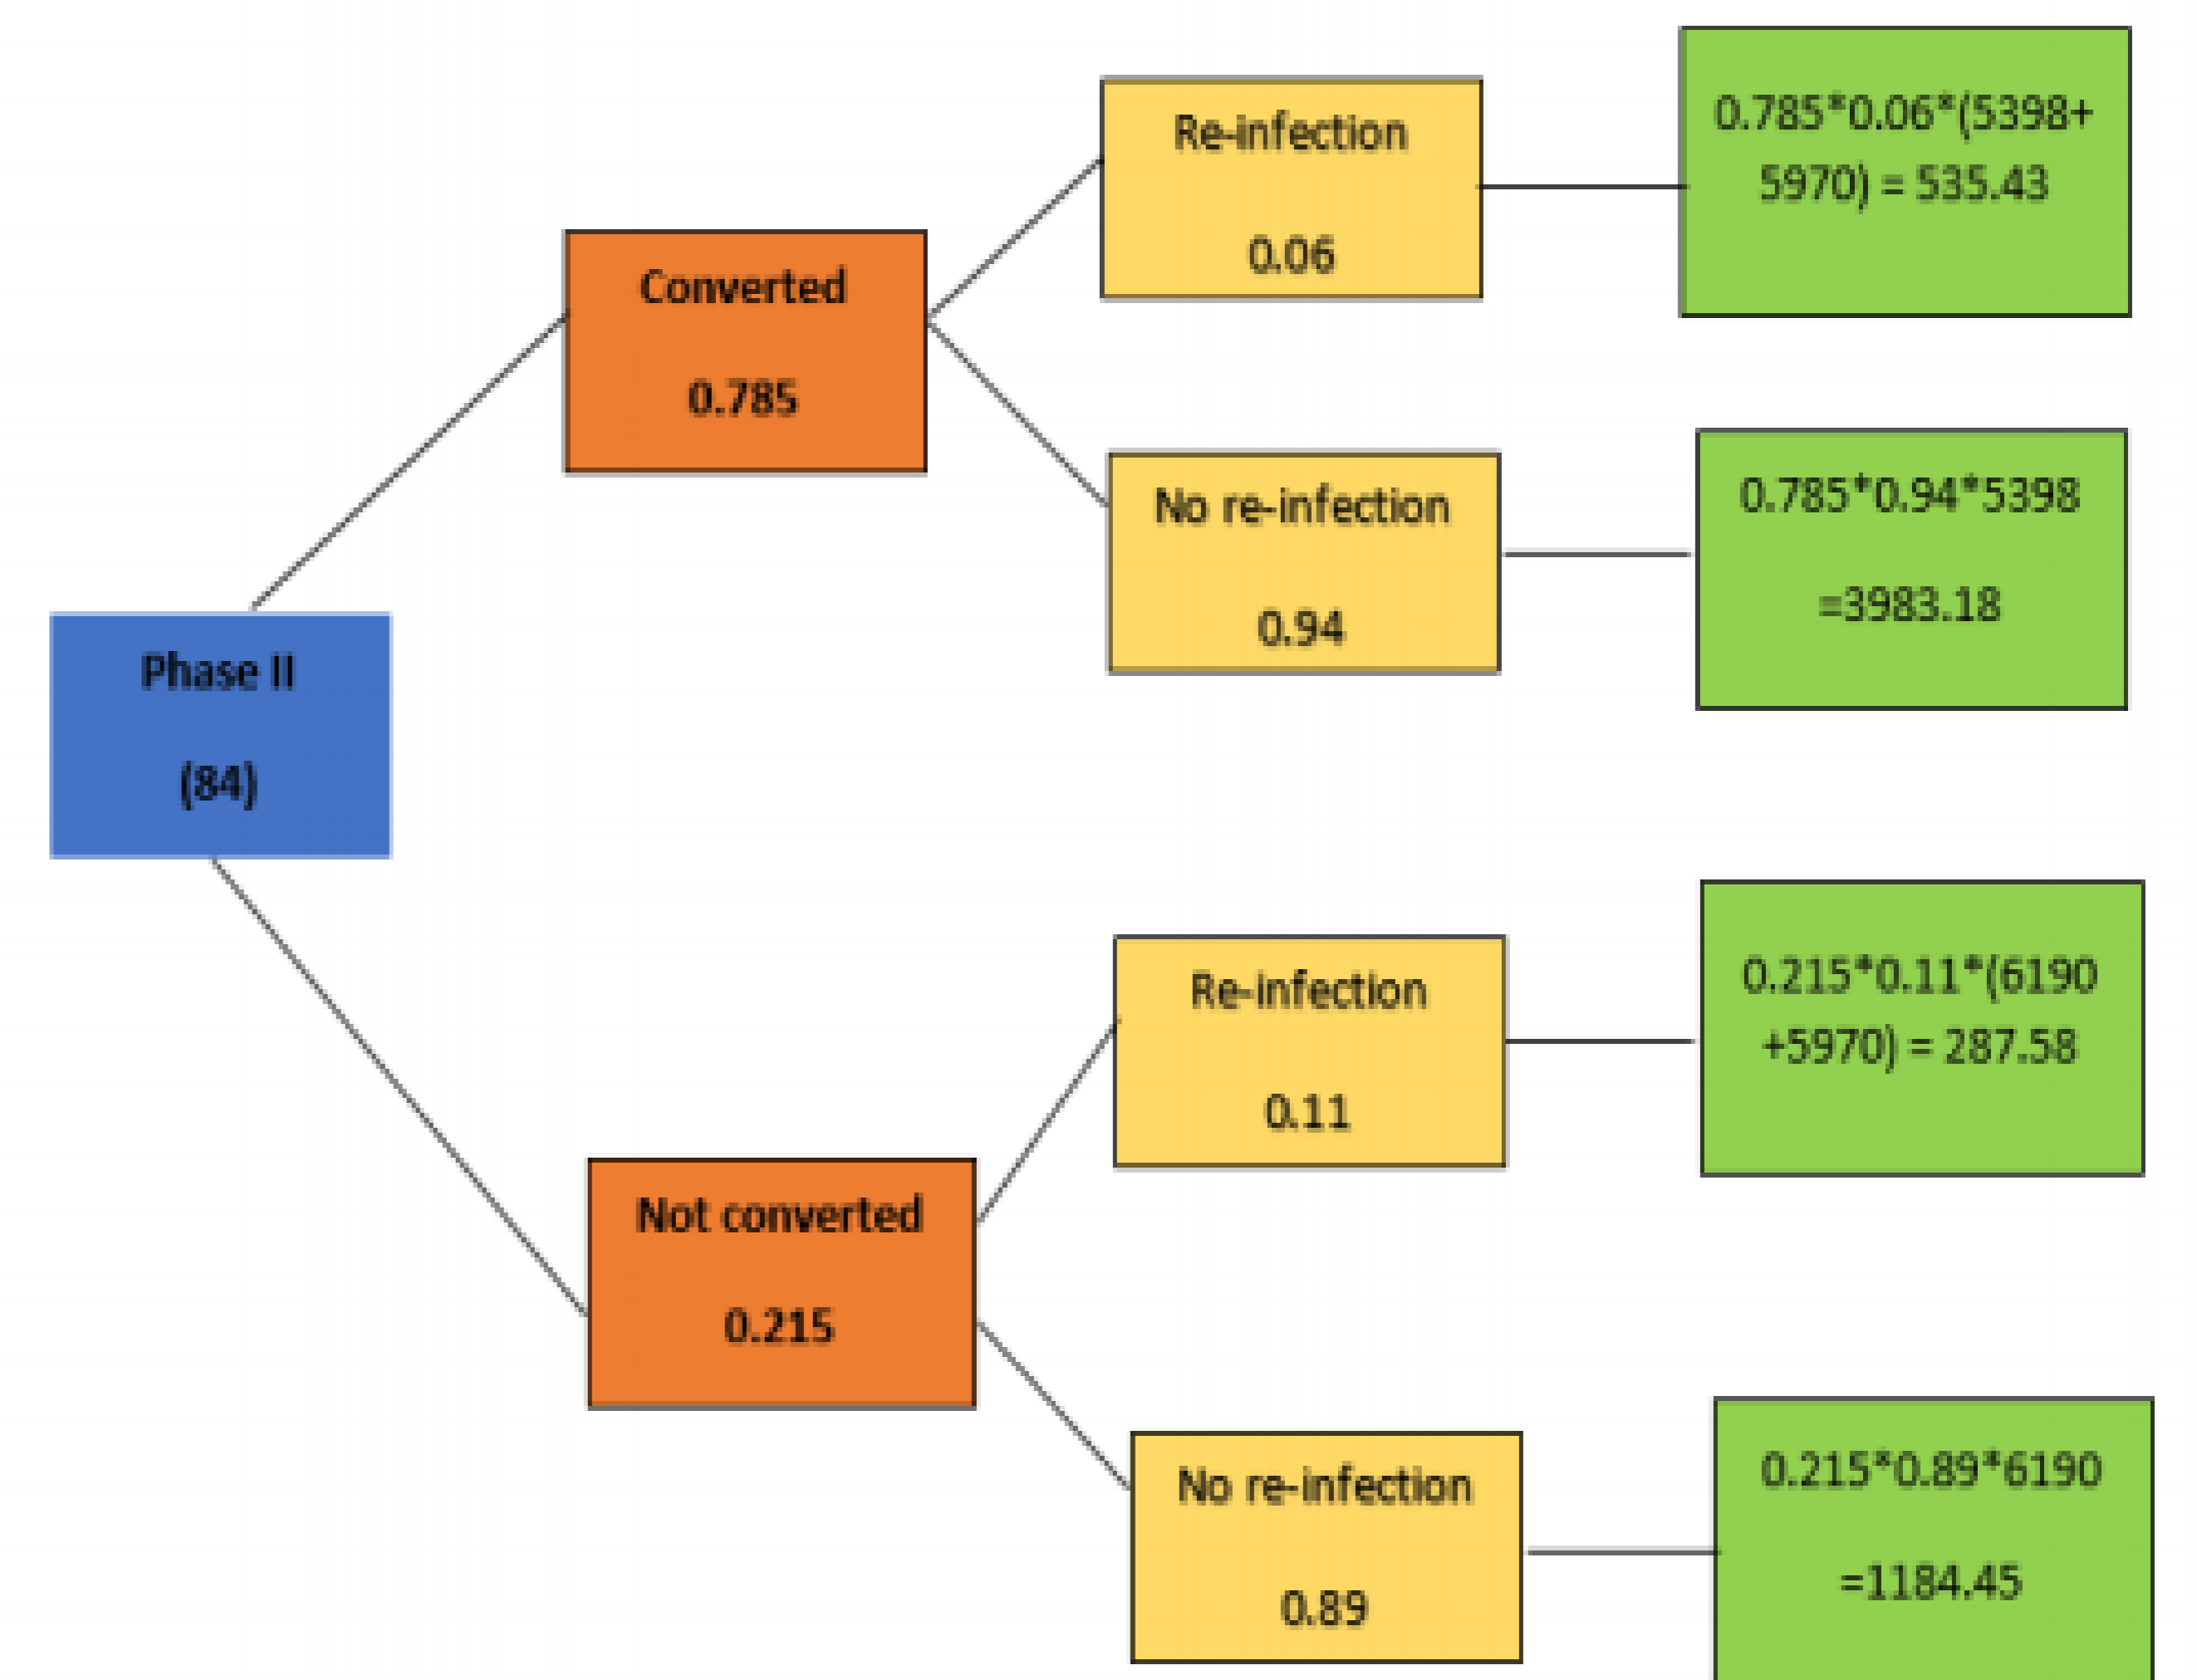 Phase II
(84)
Converted
0.785
Re-infection
0.06
0.785*0.06*(5398+
5970) = 535.43
No re-infection
0.94
0.785*0.94*5398
=3983.18
Not converted
0.215
Re-infection
0.11
0.215*0.11*(6190
+5970) = 287.58
No re-infection
0.89
0.215*0.89*6190
=1184.45